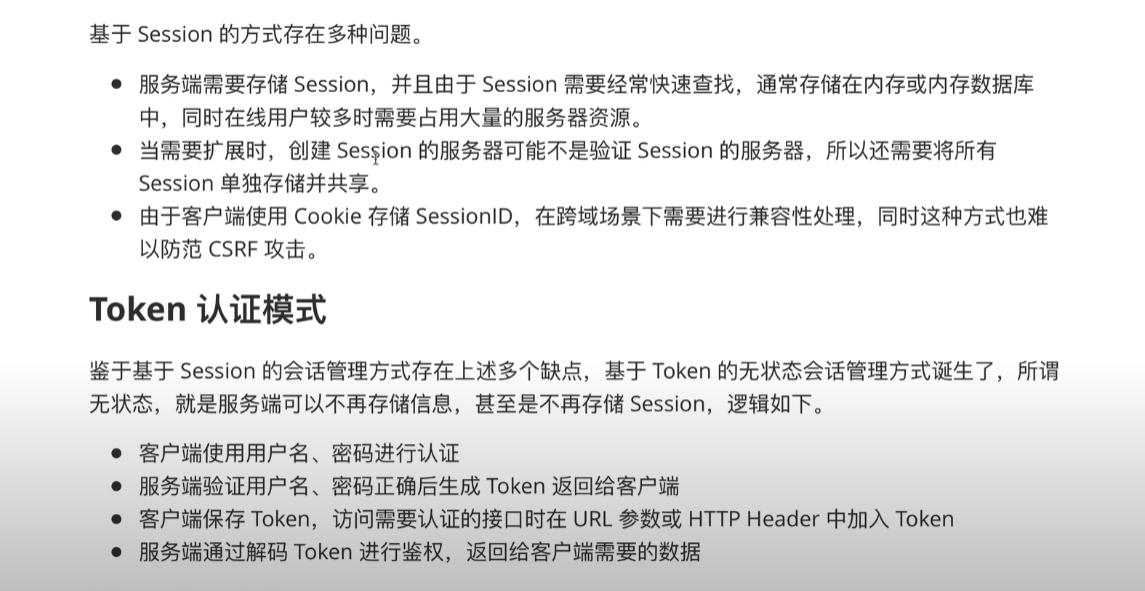 基于 Session 的方式存在多种问题。
服务端需要存储 Session，并且由于 Session 需要经常快速查找，通常存储在内存或内存数据库
中，同时在线用户较多时需要占用大量的服务器资源。
当需要扩展时，创建 Session 的服务器可能不是验证 Session 的服务器，所以还需要将所有
Session 单独存储并共享。
由于客户端使用 Cookie 存储 SessionID，在跨域场景下需要进行兼容性处理，同时这种方式也难
以防范 CSRF 攻击。
Token 认证模式
鉴于基于 Session 的会话管理方式存在上述多个缺点，基于 Token 的无状态会话管理方式诞生了，所谓
无状态，就是服务端可以不再存储信息，甚至是不再存储 Session，逻辑如下。
客户端使用用户名、密码进行认证
服务端验证用户名、密码正确后生成 Token 返回给客户端
客户端保存 Token，访问需要认证的接口时在 URL 参数或 HTTP Header 中加入 Token
服务端通过解码 Token 进行鉴权，返回给客户端需要的数据